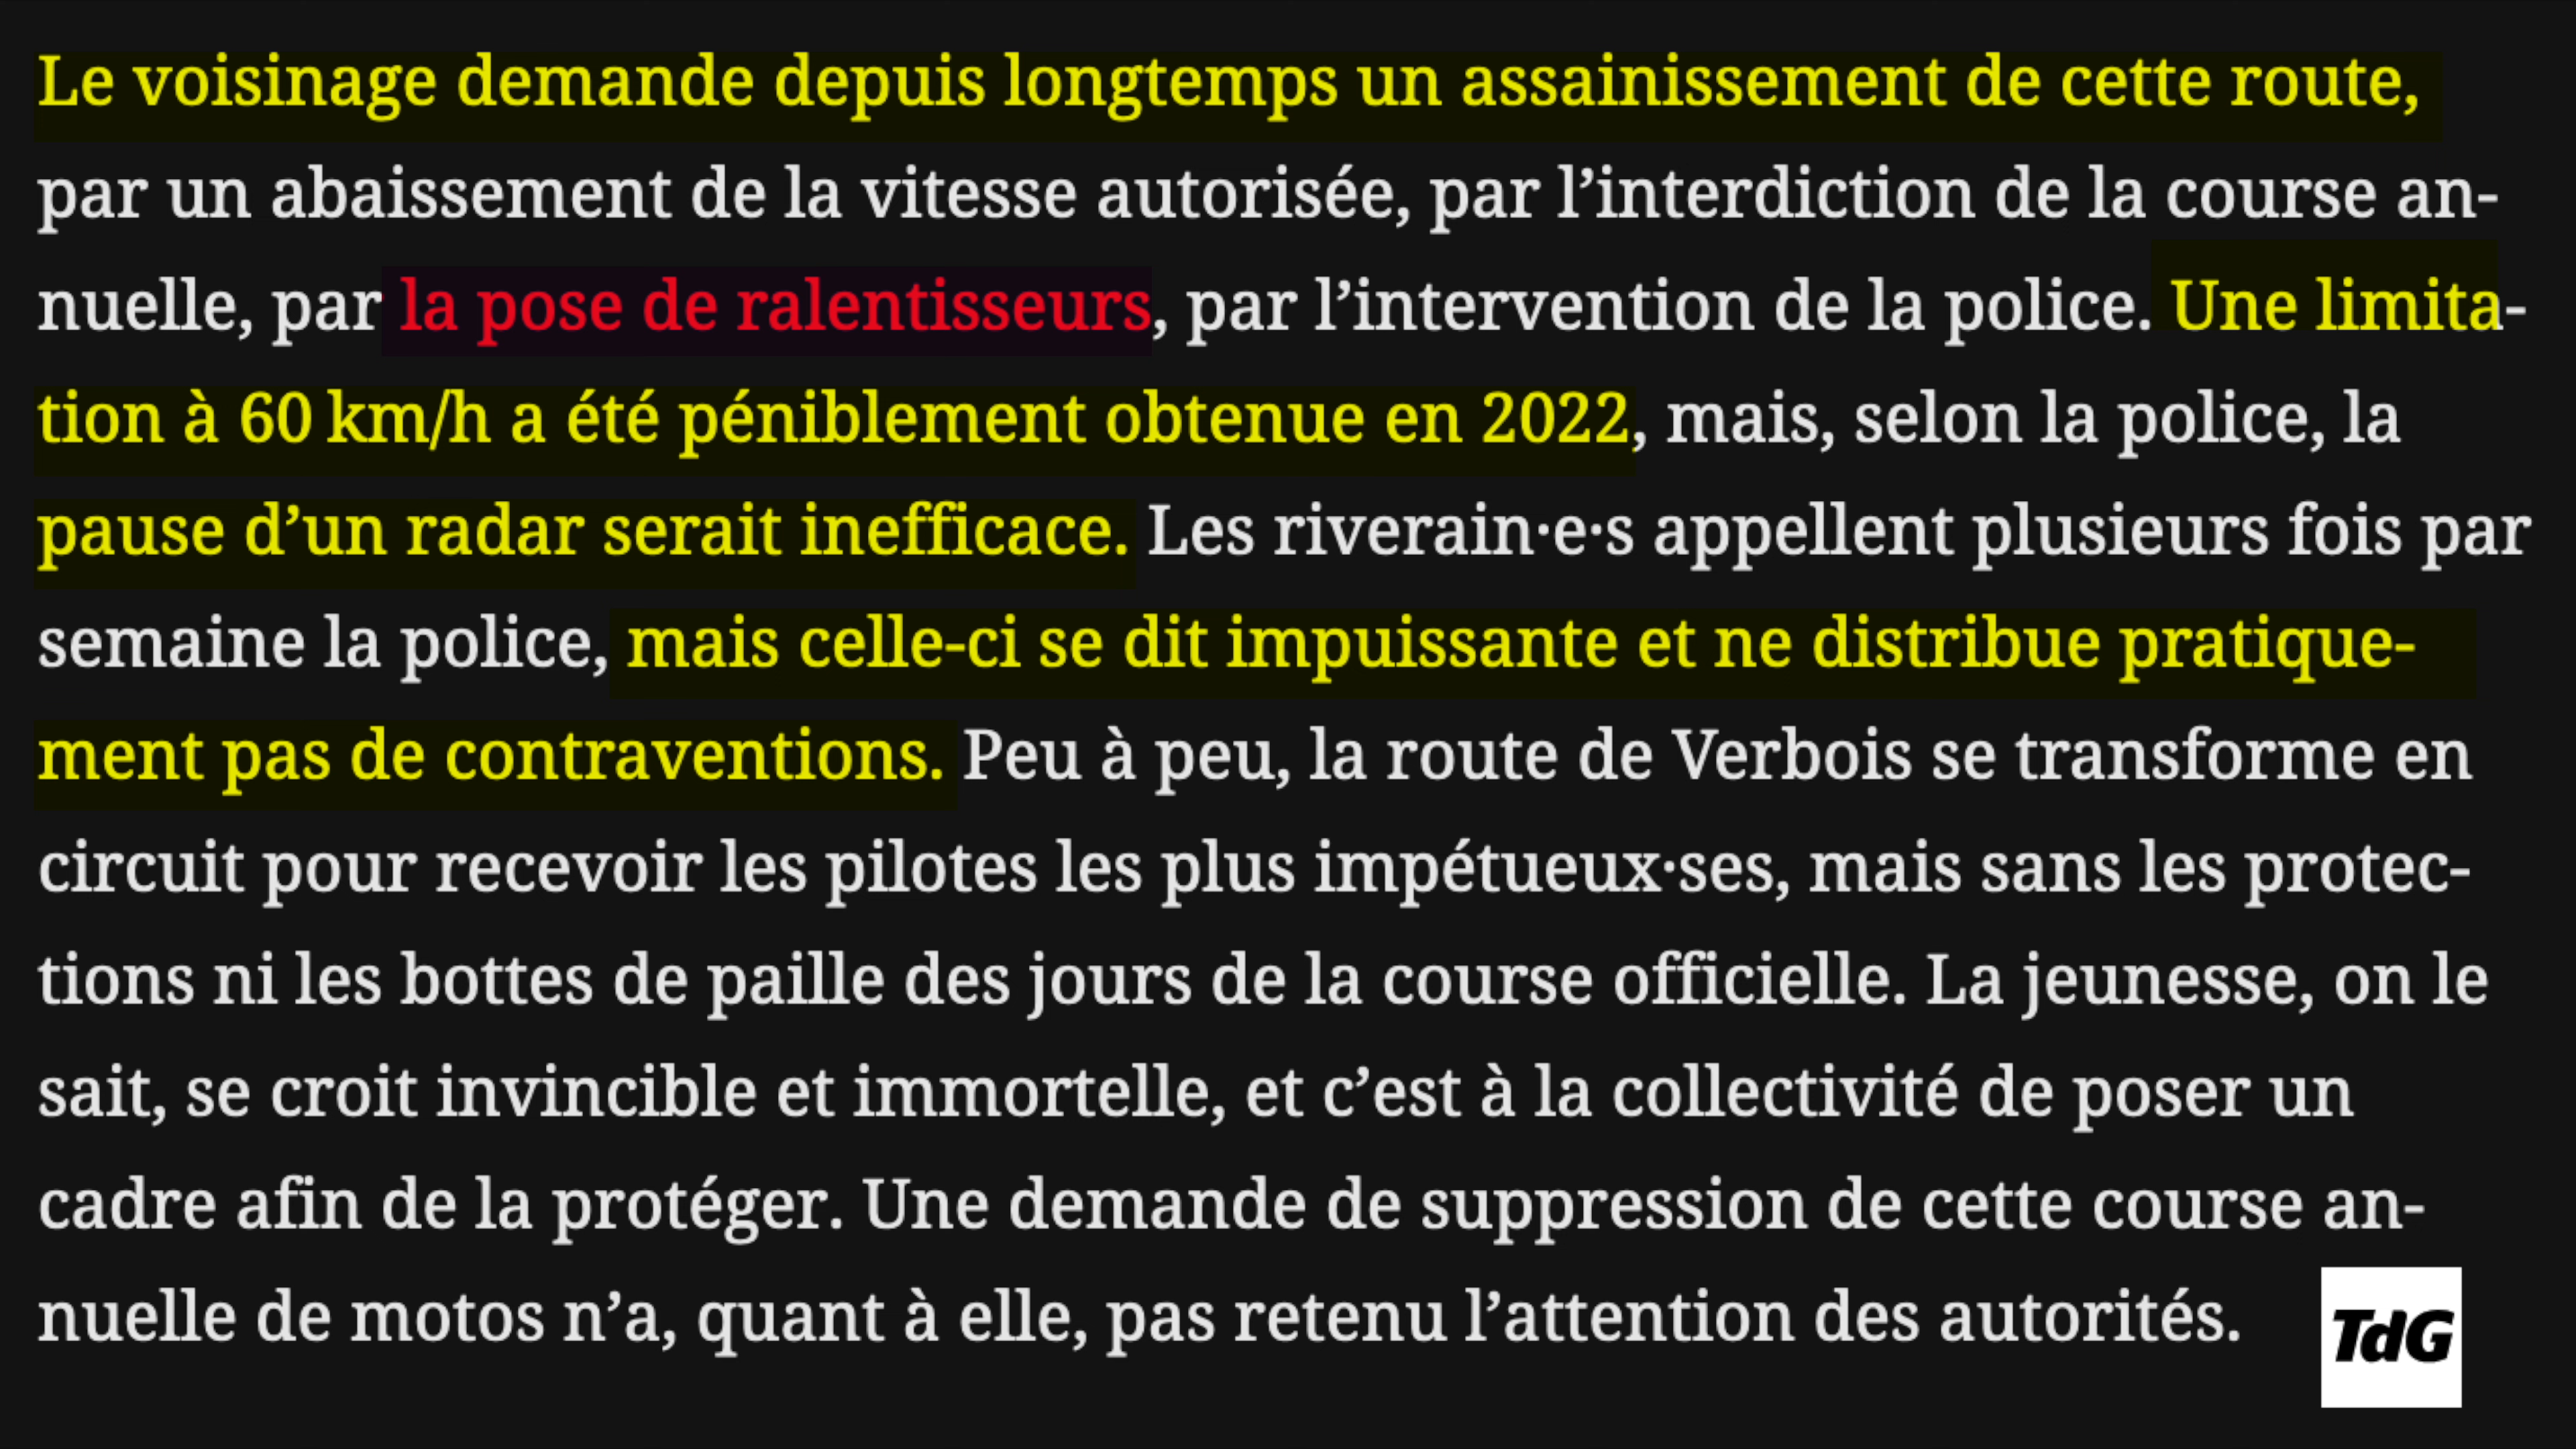 Le voisinage demande depuis longtemps un assainissement de cette route,
par un abaissement de la vitesse autorisée, par l’interdiction de la course an-
nuelle, par la pose de ralentisseurs, par l’intervention de la police. Une limita-
tion à 60 km/h a été péniblement obtenue en 2022, mais, selon la police, la
pause d’un radar serait inefficace. Les riverain·e·s appellent plusieurs fois par
semaine la police, mais celle-ci se dit impuissante et ne distribue pratique-
ment pas de contraventions. Peu à peu, la route de Verbois se transforme en
circuit pour recevoir les pilotes les plus impétueux·ses, mais sans les protec-
tions ni les bottes de paille des jours de la course officielle. La jeunesse, on le
sait, se croit invincible et immortelle, et c’est à la collectivité de poser un
cadre afin de la protéger. Une demande de suppression de cette course an-
nuelle de motos n’a, quant à elle, pas retenu l’attention des autorités.
TdG